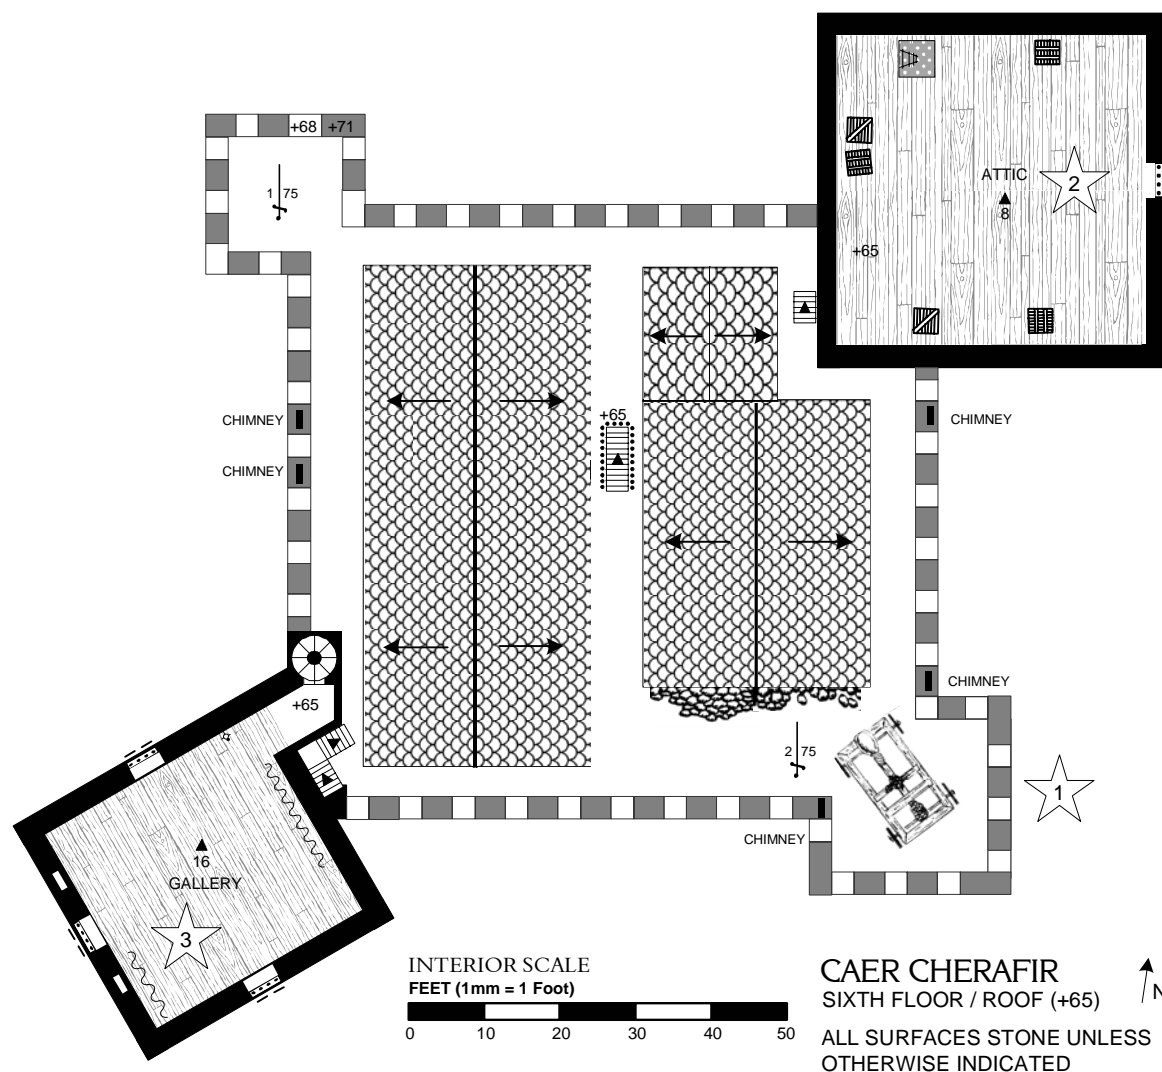 +68 +71
1 75
ATTIC
2
8
+65
+65
CHIMNEY
CHIMNEY
CHIMNEY
CHIMNEY
+65
2 75
1
CHIMNEY
16
GALLERY
3
INTERIOR SCALE
FEET (1mm = 1 Foot)
0 10 20 30 40 50
CAER CHERAFIR
SIXTH FLOOR / ROOF (+65)
N
ALL SURFACES STONE UNLESS
OTHERWISE INDICATED